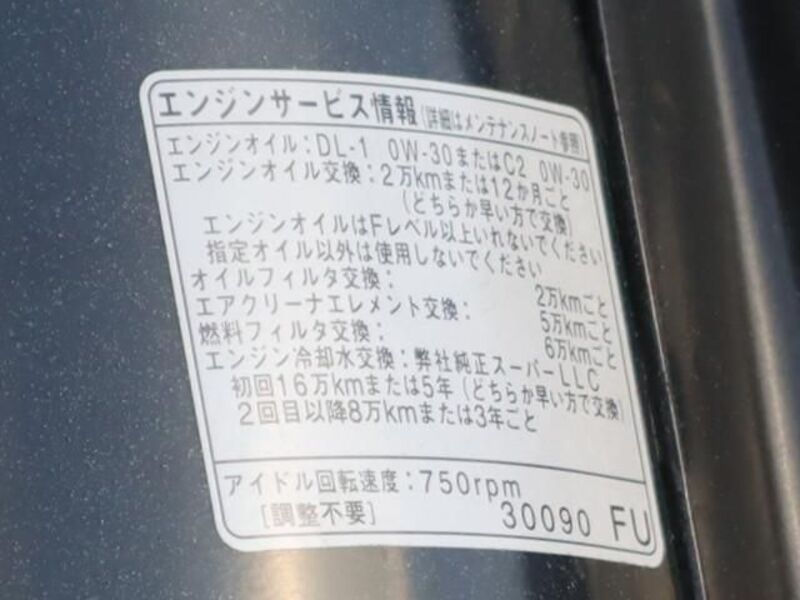 エンジンサービス情報(詳細はメンテナンスノート参照)
エンジンオイル:DL-1 0W-30またはC2 0W-30
エンジンオイル交換:2万kmまたは12か月ごと
(どちらか早い方で交換)
エンジンオイルはFレベル以上いれないでください
指定オイル以外は使用しないでください
オイルフィルタ交換: 2万kmごと
エアクリーナエレメント交換: 5万kmごと
燃料フィルタ交換: 6万kmごと
エンジン冷却水交換:弊社純正スーパーLLC
初回16万kmまたは5年(どちらか早い方で交換)
2回目以降8万kmまたは3年ごと
アイドル回転速度:750rpm
[調整不要] 30090 FU